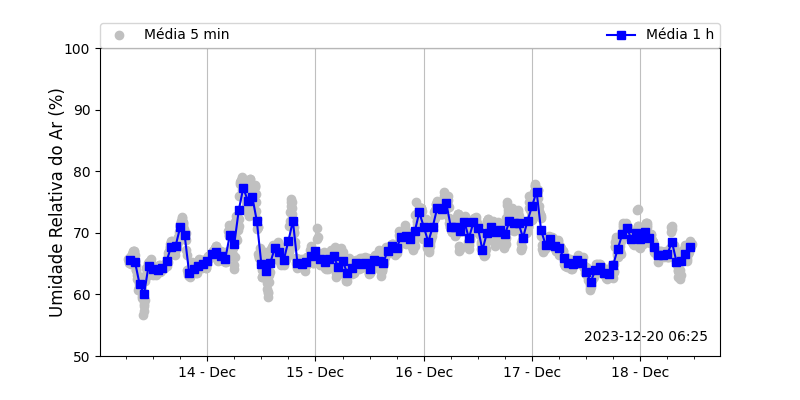 Média 5 min
Média 1 h
Umidade Relativa do Ar (%)
100
90
80
70
60
50
2023-12-20 06:25
14 - Dec
15 - Dec
16 - Dec
17 - Dec
18 - Dec